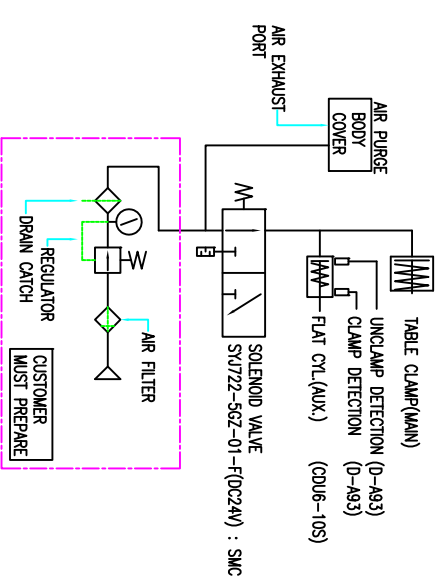 TABLE CLAMP(MAIN)
UNCLAMP DETECTION (D-A93)
CLAMP DETECTION (D-A93)
FLAT CYL.(AUX.) (CDU6-10S)
AIR PURGE
BODY
COVER
AIR EXHAUST
PORT
SOLENOID VALVE
SYJ722-5GZ-01-F(DC24V) : SMC
AIR FILTER
REGULATOR
DRAIN CATCH
CUSTOMER
MUST PREPARE